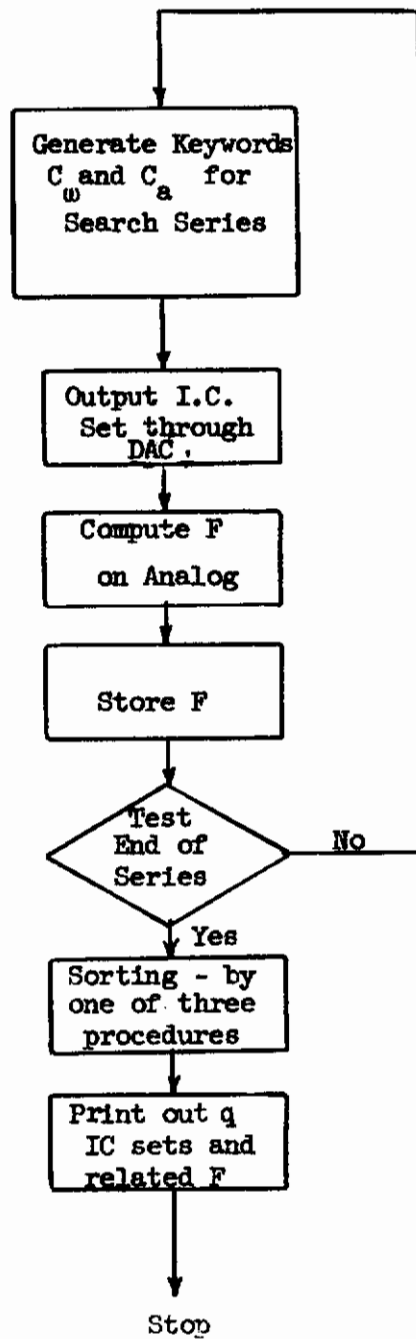 Generate Keywords
C_ω and C_a for
Search Series
Output I.C.
Set through
DAC.
Compute F
on Analog
Store F
Test
End of
Series
No
Yes
Sorting - by
one of three
procedures
Print out q
IC sets and
related F
Stop